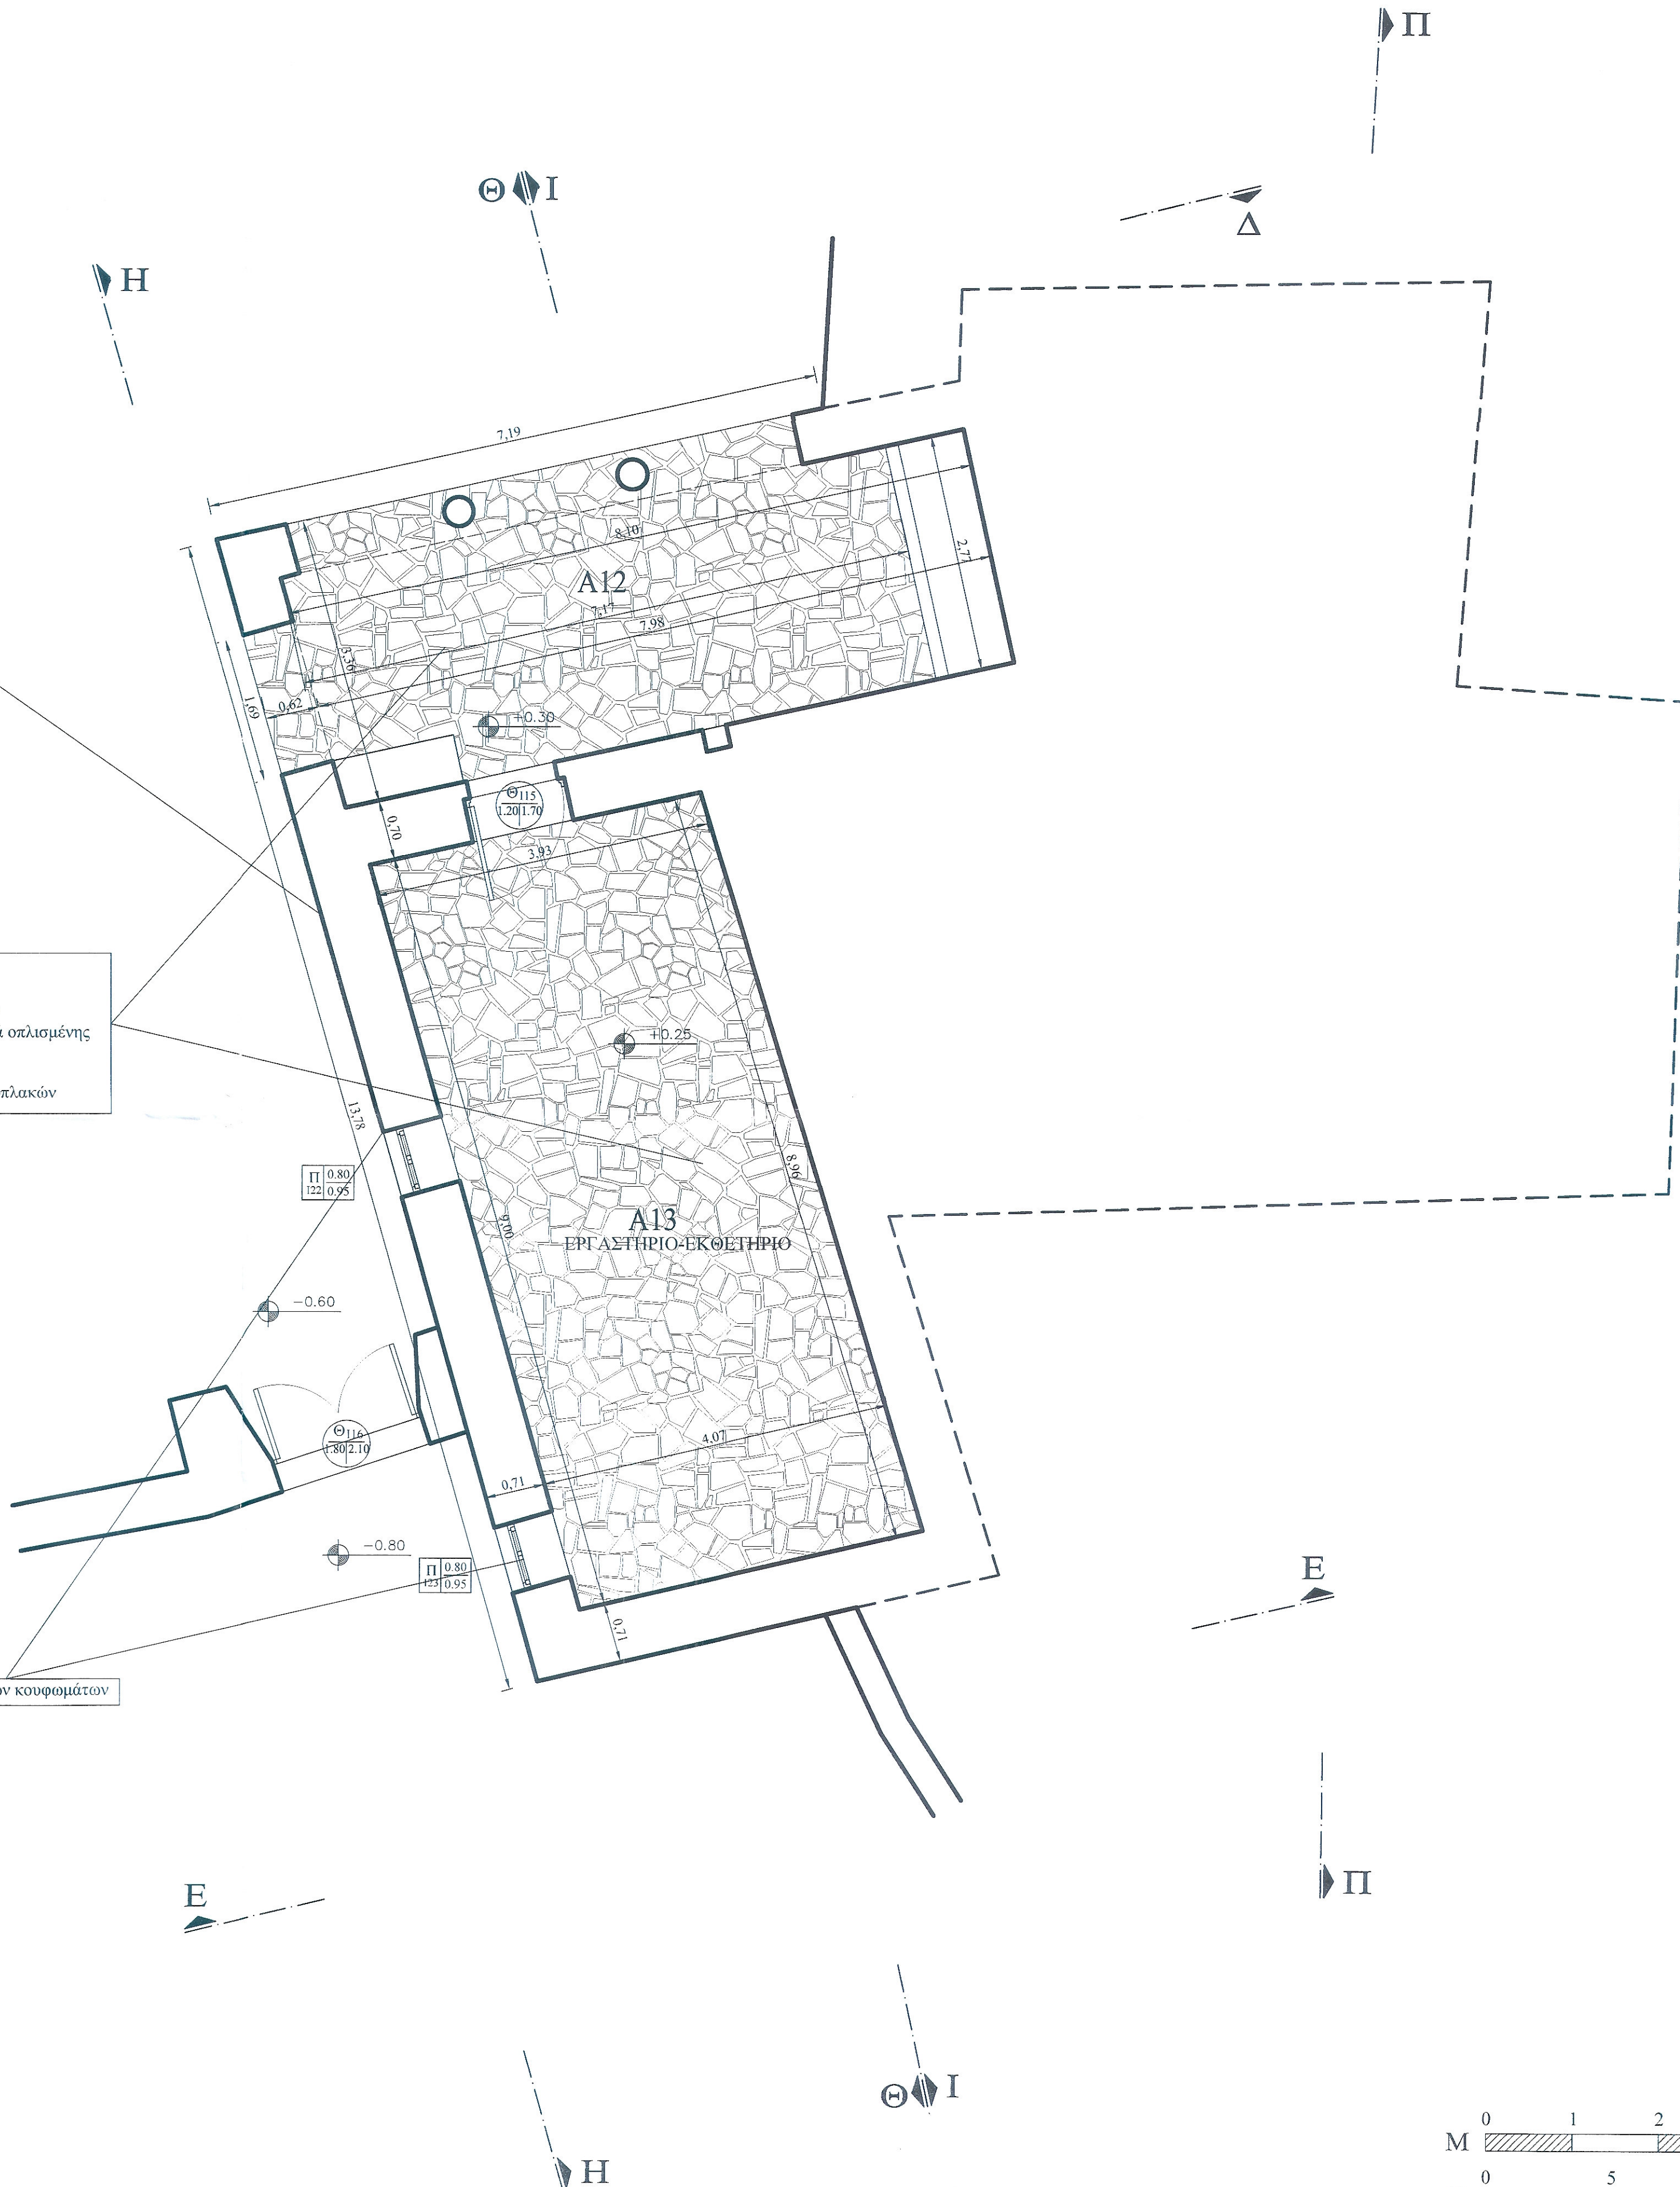 Π
Θ Ι
Δ
Η
7,19
8,10
2,77
Α12
7,17
7,98
3,36
1,69
0,62
+0.30
Θ115
1.20 1.70
0,70
3,93
οπλισμένης
+0.25
πλακών
13,78
8,96
Π 0.80
122 0.95
9,00
Α13
ΕΡΓΑΣΤΗΡΙΟ-ΕΚΘΕΤΗΡΙΟ
-0.60
Θ116
1.80 2.10
4,07
0,71
-0.80
Π 0.80
123 0.95
Ε
0,71
κουφωμάτων
Π
Ε
Θ Ι
Η
0 1 2
Μ
0 5